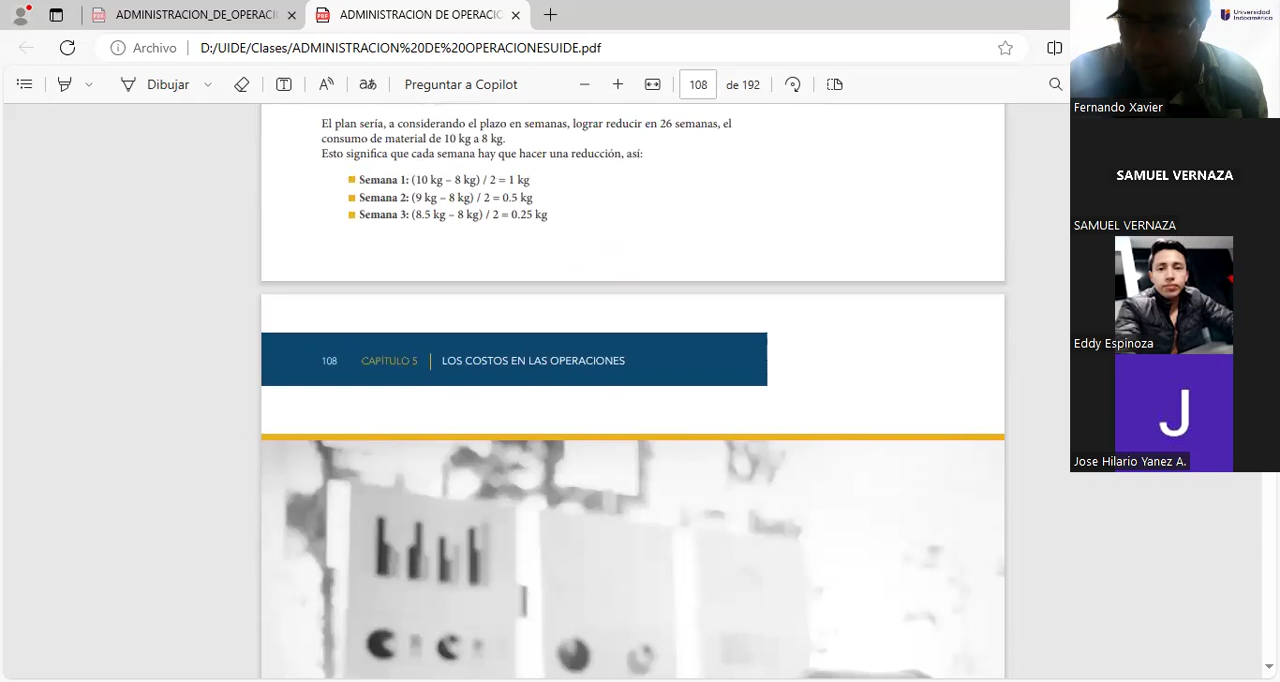 ADMINISTRACION_DE_OPERACI
ADMINISTRACION DE OPERACIC
Archivo
D:/UIDE/Clases/ADMINISTRACION%20DE%20OPERACIONESUIDE.pdf
Dibujar
Preguntar a Copilot
108
de 192
El plan sería, a considerando el plazo en semanas, lograr reducir en 26 semanas, el
consumo de material de 10 kg a 8 kg.
Esto significa que cada semana hay que hacer una reducción, así:
Semana 1: (10 kg – 8 kg) / 2 = 1 kg
Semana 2: (9 kg – 8 kg) / 2 = 0.5 kg
Semana 3: (8.5 kg – 8 kg) / 2 = 0.25 kg
108 CAPÍTULO 5 LOS COSTOS EN LAS OPERACIONES
Universidad
Indoamérica
Fernando Xavier
SAMUEL VERNAZA
SAMUEL VERNAZA
Eddy Espinoza
J
Jose Hilario Yanez A.